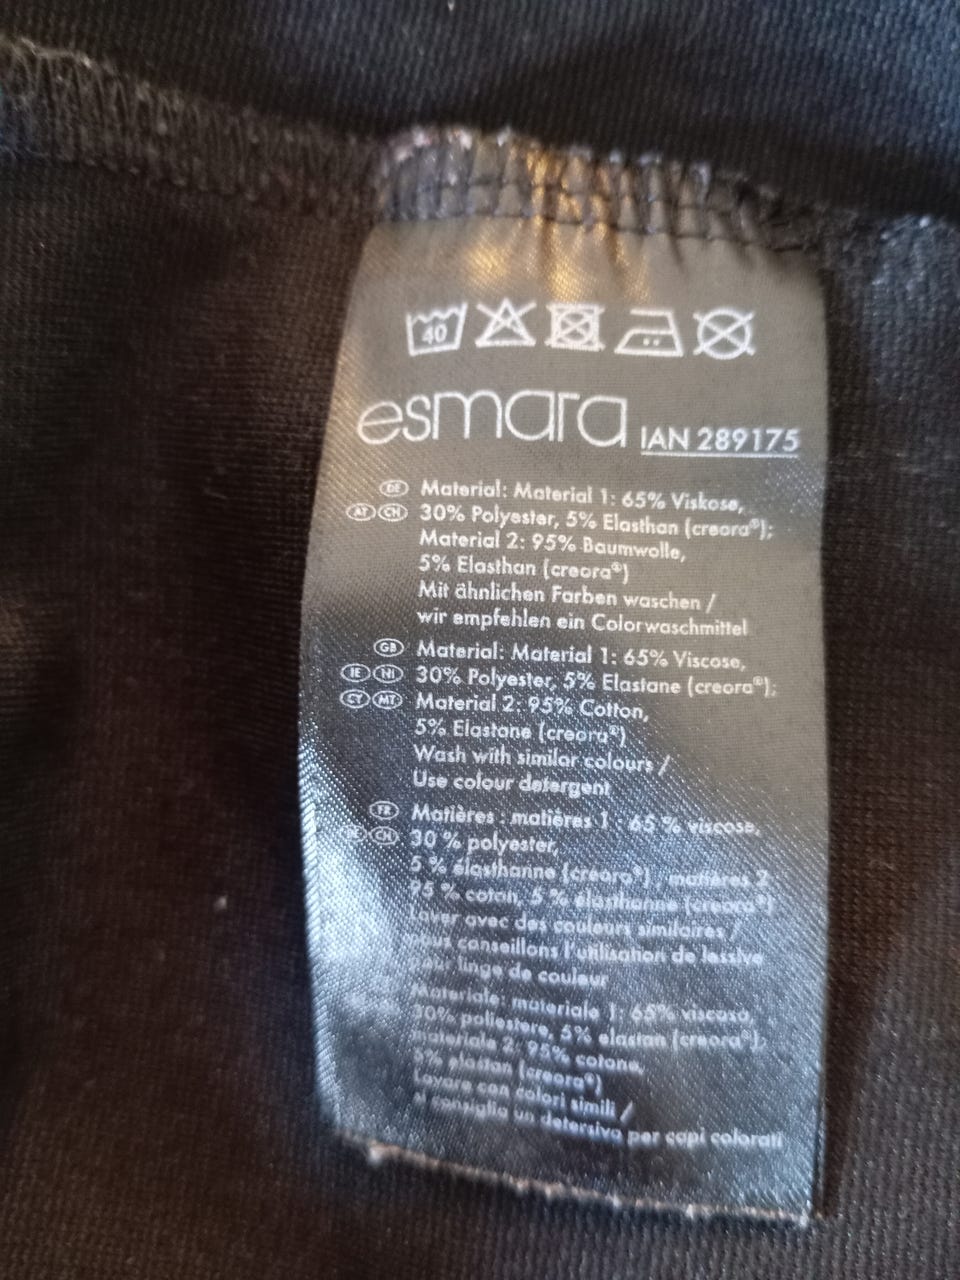 40
esmara IAN 289175
DE Material: Material 1: 65% Viskose,
AT CH 30% Polyester, 5% Elasthan (creora®);
Material 2: 95% Baumwolle,
5% Elasthan (creora®)
Mit ähnlichen Farben waschen /
wir empfehlen ein Colorwaschmittel
GB Material: Material 1: 65% Viscose,
IE NI 30% Polyester, 5% Elastane (creora®);
CY MT Material 2: 95% Cotton,
5% Elastane (creora®)
Wash with similar colours /
Use colour detergent
FR Matières : matières 1 : 65 % viscose,
BE CH 30 % polyester,
5 % élasthanne (creora®) ; matières 2
95 % coton, 5 % élasthanne (creora®)
Laver avec des couleurs similaires /
nous conseillons l'utilisation de lessive
pour linge de couleur
Materiale: materiale 1: 65% viscosa,
30% poliestere, 5% elastan (creora®);
materiale 2: 95% cotone,
5% elastan (creora®)
Lavare con colori simili /
si consiglia un detersivo per capi colorati